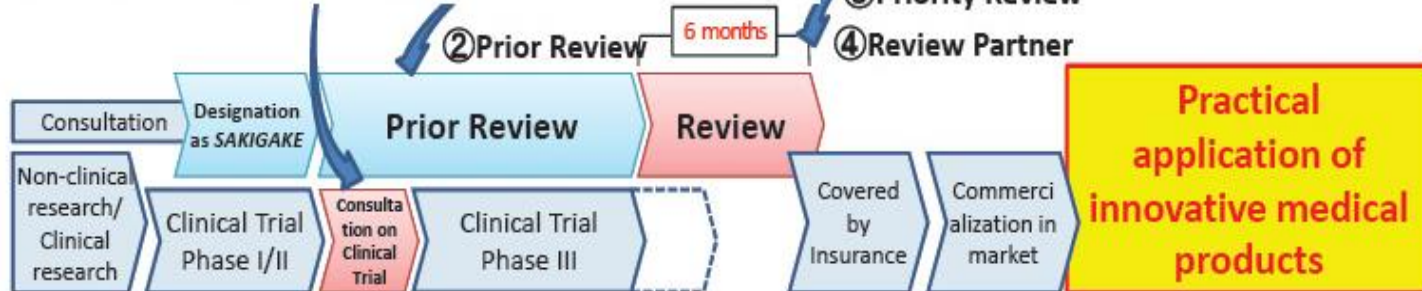 ③Priority Review
②Prior Review
6 months
④Review Partner
Consultation
Designation
as SAKIGAKE
Prior Review
Review
Practical
application of
innovative medical
products
Non-clinical
research/
Clinical
research
Clinical Trial
Phase I/II
Consulta
tion on
Clinical
Trial
Clinical Trial
Phase III
Covered
by
Insurance
Commerci
alization in
market